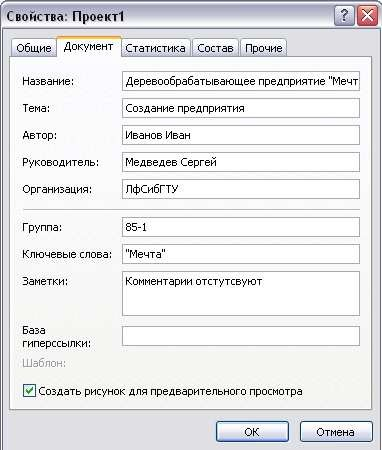 Свойства: Проект1
Общие Документ Статистика Состав Прочие
Название: Деревообрабатывающее предприятие "Мечт
Тема: Создание предприятия
Автор: Иванов Иван
Руководитель: Медведев Сергей
Организация: ЛфСибГТУ
Группа: 85-1
Ключевые слова: "Мечта"
Заметки: Комментарии отстутсвуют
База
гиперссылки:
Шаблон:
Создать рисунок для предварительного просмотра
ОК Отмена